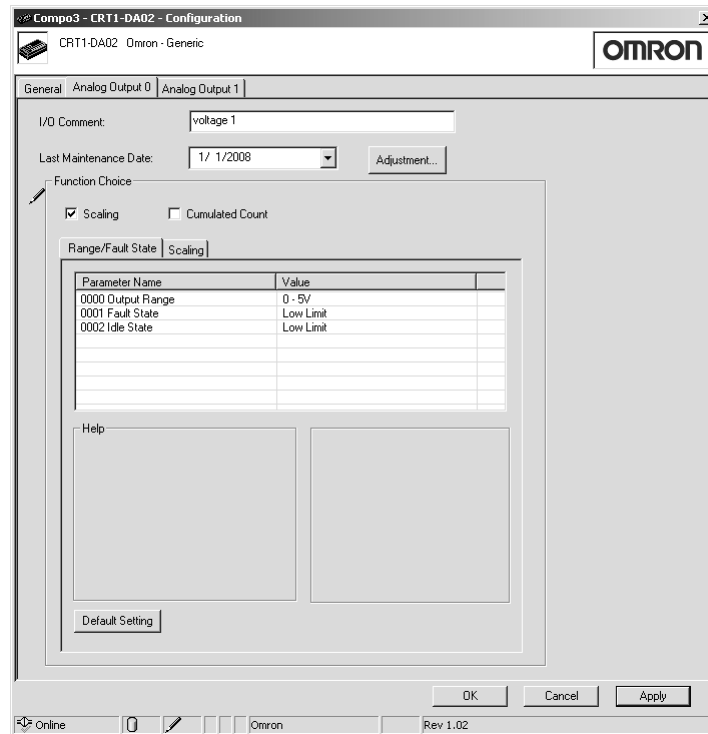 Compo3 - CRT1-DA02 - Configuration
CRT1-DA02 Omron - Generic
OMRON
General Analog Output 0 Analog Output 1
I/O Comment: voltage 1
Last Maintenance Date: 1/ 1/2008 Adjustment...
Function Choice
Scaling Cumulated Count
Range/Fault State Scaling
Parameter Name Value
0000 Output Range 0 - 5V
0001 Fault State Low Limit
0002 Idle State Low Limit
Help
Default Setting
OK Cancel Apply
Online Omron Rev 1.02